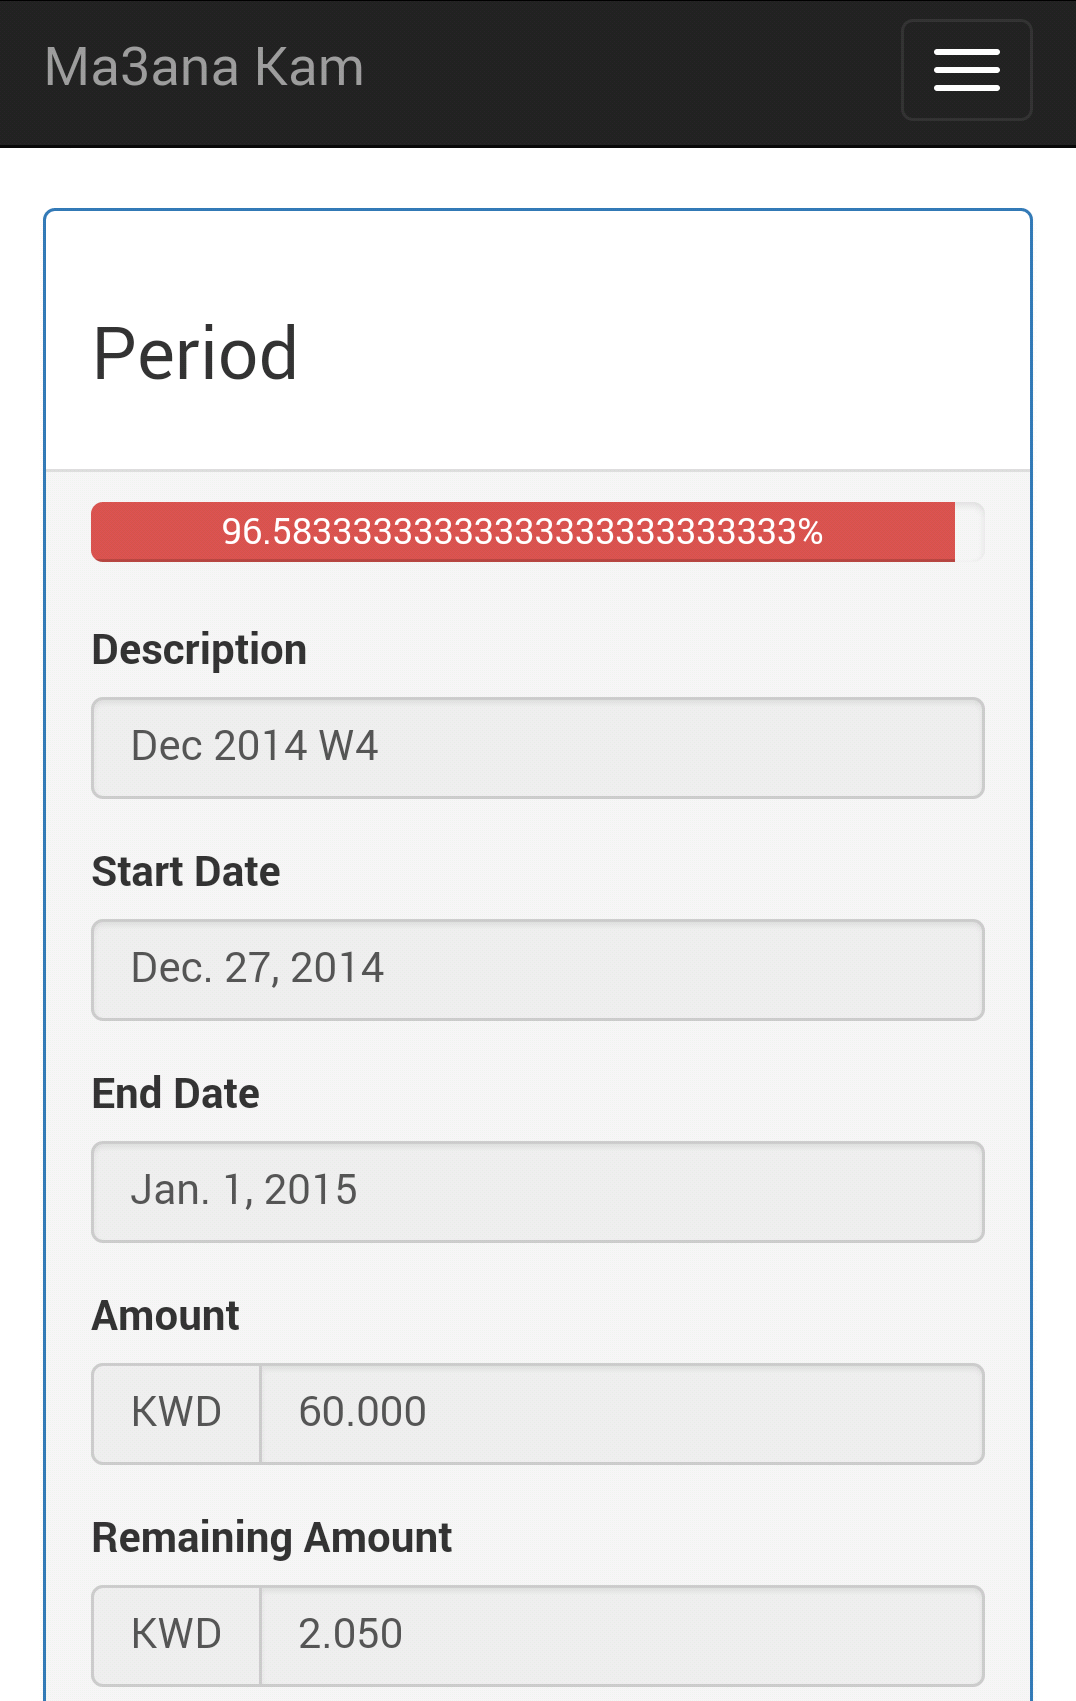 Ma3ana Kam
Period
96.58333333333333333333333333%
Description
Dec 2014 W4
Start Date
Dec. 27, 2014
End Date
Jan. 1, 2015
Amount
KWD 60.000
Remaining Amount
KWD 2.050